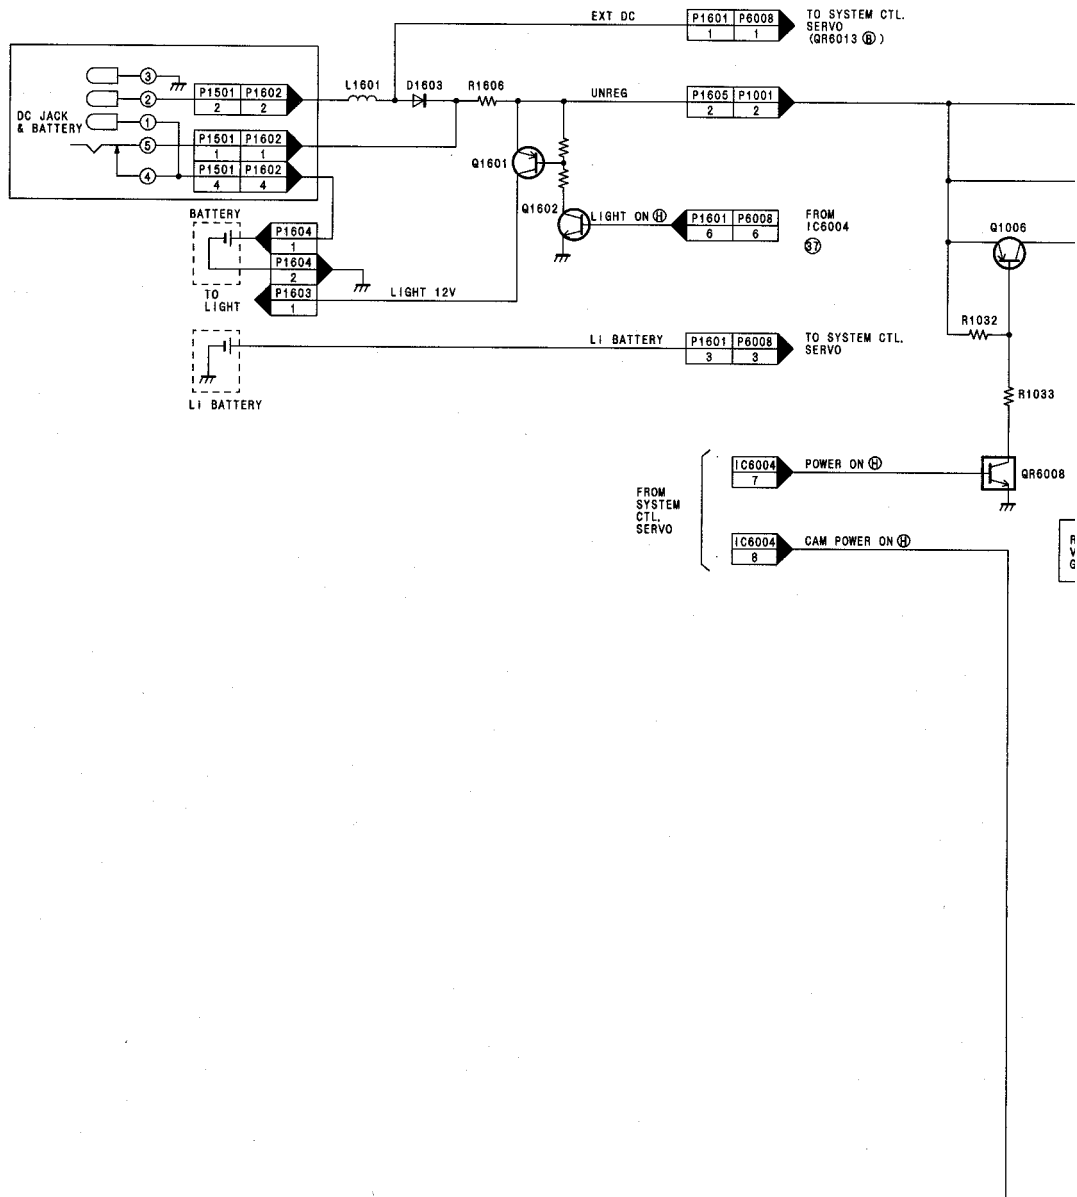 EXT DC
P1601 P6008
1 1
TO SYSTEM CTL.
SERVO
(QR6013 Ⓑ)
DC JACK
& BATTERY
3
2
1
5
4
P1501 P1602
2 2
P1501 P1602
1 1
P1501 P1602
4 4
L1601
D1603
R1606
UNREG
P1605 P1001
2 2
Q1601
Q1602
LIGHT ON Ⓗ
P1601 P6008
6 6
FROM
IC6004
37
Q1006
BATTERY
P1604
1
P1604
2
P1603
1
TO
LIGHT
LIGHT 12V
R1032
Li BATTERY
P1601 P6008
3 3
TO SYSTEM CTL.
SERVO
Li BATTERY
R1033
FROM
SYSTEM
CTL.
SERVO
IC6004
7
POWER ON Ⓗ
QR6008
IC6004
8
CAM POWER ON Ⓗ
R
V
G